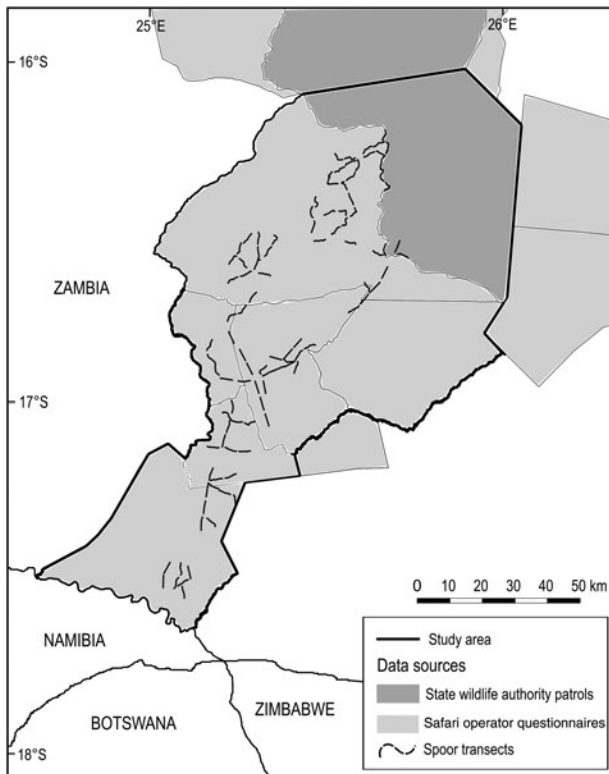 25°E
26°E
16°S
ZAMBIA
17°S
0 10 20 30 40 50 km
Study area
Data sources
State wildlife authority patrols
Safari operator questionnaires
Spoor transects
NAMIBIA
BOTSWANA
ZIMBABWE
18°S